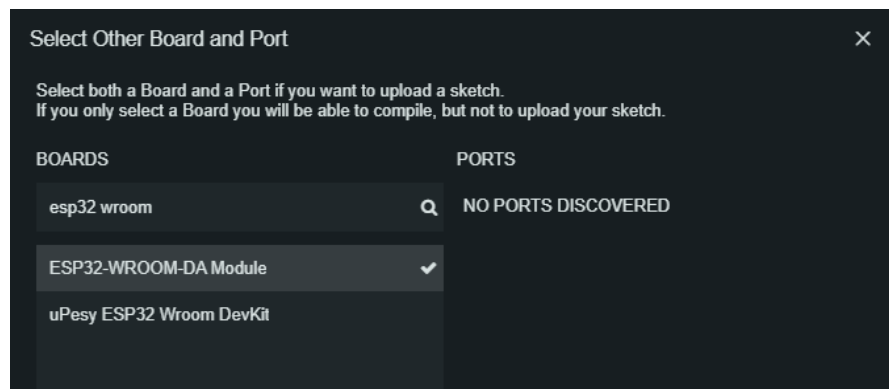 Select Other Board and Port
Select both a Board and a Port if you want to upload a sketch.
If you only select a Board you will be able to compile, but not to upload your sketch.
BOARDS
PORTS
esp32 wroom
NO PORTS DISCOVERED
ESP32-WROOM-DA Module
uPesy ESP32 Wroom DevKit